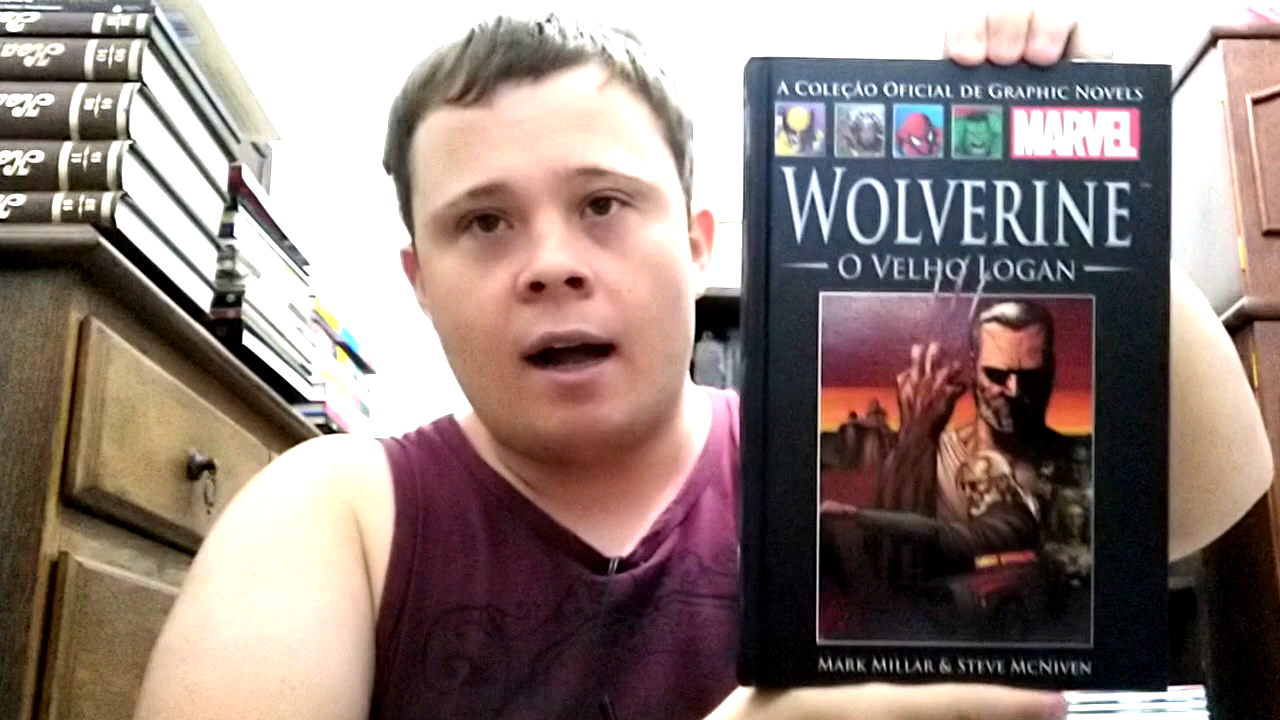 A COLEÇÃO OFICIAL DE GRAPHIC NOVELS
MARVEL
WOLVERINE
O VELHO LOGAN
MARK MILLAR & STEVE MCNIVEN